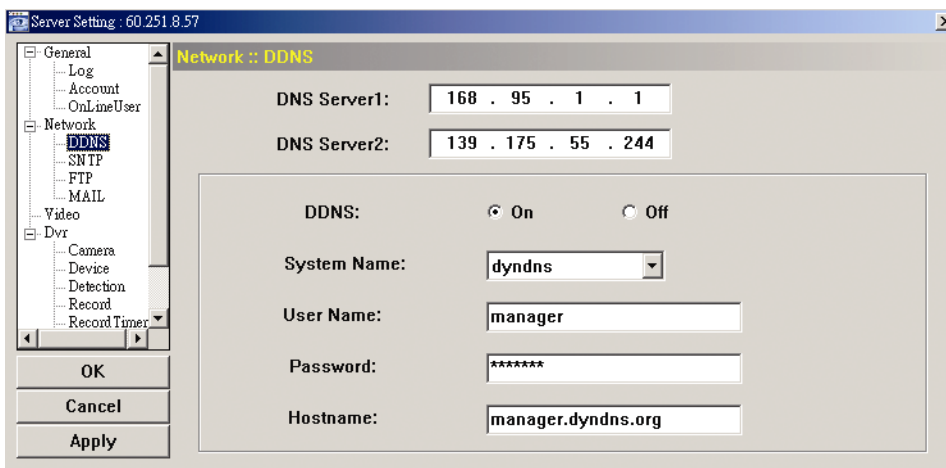 Server Setting : 60.251.8.57
General
Log
Account
OnLineUser
Network
DDNS
SNTP
FTP
MAIL
Video
Dvr
Camera
Device
Detection
Record
Record Timer
OK
Cancel
Apply
Network :: DDNS
DNS Server1: 168 . 95 . 1 . 1
DNS Server2: 139 . 175 . 55 . 244
DDNS: On Off
System Name: dyndns
User Name: manager
Password: *******
Hostname: manager.dyndns.org